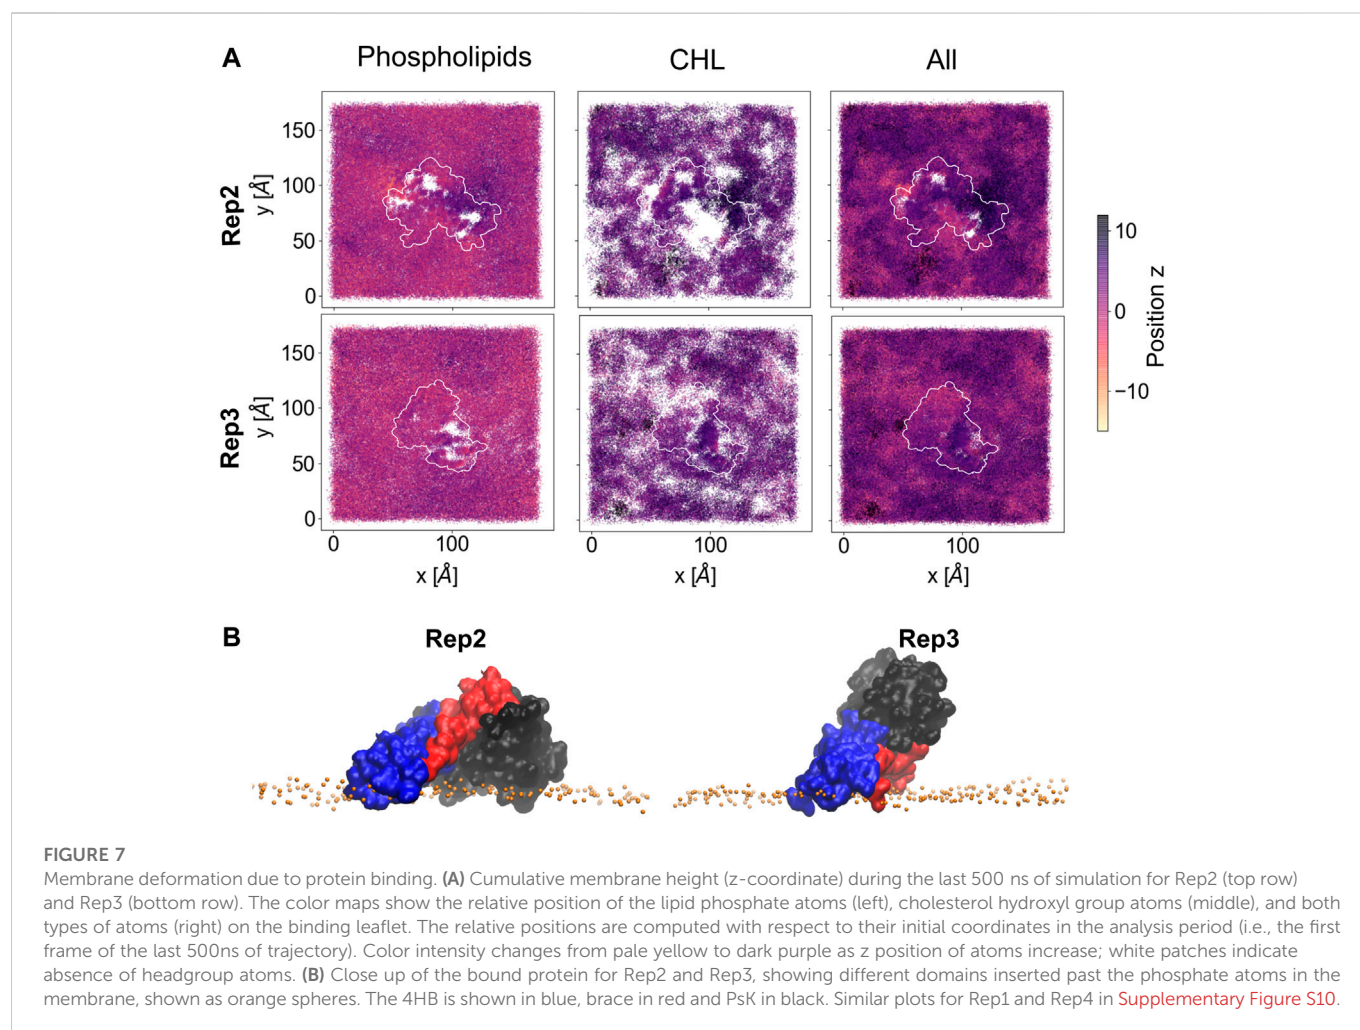 A
Phospholipids
CHL
All
Rep2
y [Å]
150
100
50
0
Rep3
y [Å]
150
100
50
0
0
100
x [Å]
0
100
x [Å]
0
100
x [Å]
10
0
−10
Position z
B
Rep2
Rep3
FIGURE 7
Membrane deformation due to protein binding. (A) Cumulative membrane height (z-coordinate) during the last 500 ns of simulation for Rep2 (top row)
and Rep3 (bottom row). The color maps show the relative position of the lipid phosphate atoms (left), cholesterol hydroxyl group atoms (middle), and both
types of atoms (right) on the binding leaflet. The relative positions are computed with respect to their initial coordinates in the analysis period (i.e., the first
frame of the last 500ns of trajectory). Color intensity changes from pale yellow to dark purple as z position of atoms increase; white patches indicate
absence of headgroup atoms. (B) Close up of the bound protein for Rep2 and Rep3, showing different domains inserted past the phosphate atoms in the
membrane, shown as orange spheres. The 4HB is shown in blue, brace in red and PsK in black. Similar plots for Rep1 and Rep4 in Supplementary Figure S10.